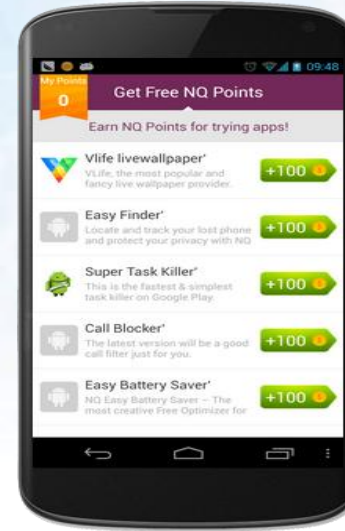 09:48
My Points
0
Get Free NQ Points
Earn NQ Points for trying apps!
Vlife livewallpaper'
VLife, the most popular and
fancy live wallpaper provider.
+100
Easy Finder'
Locate and track your lost phone
and protect your privacy with NQ
+100
Super Task Killer'
This is the fastest & simplest
task killer on Google Play.
+100
Call Blocker'
The latest version will be a good
call filter just for you.
+100
Easy Battery Saver'
NQ Easy Battery Saver – The
most creative Free Optimizer for
+100